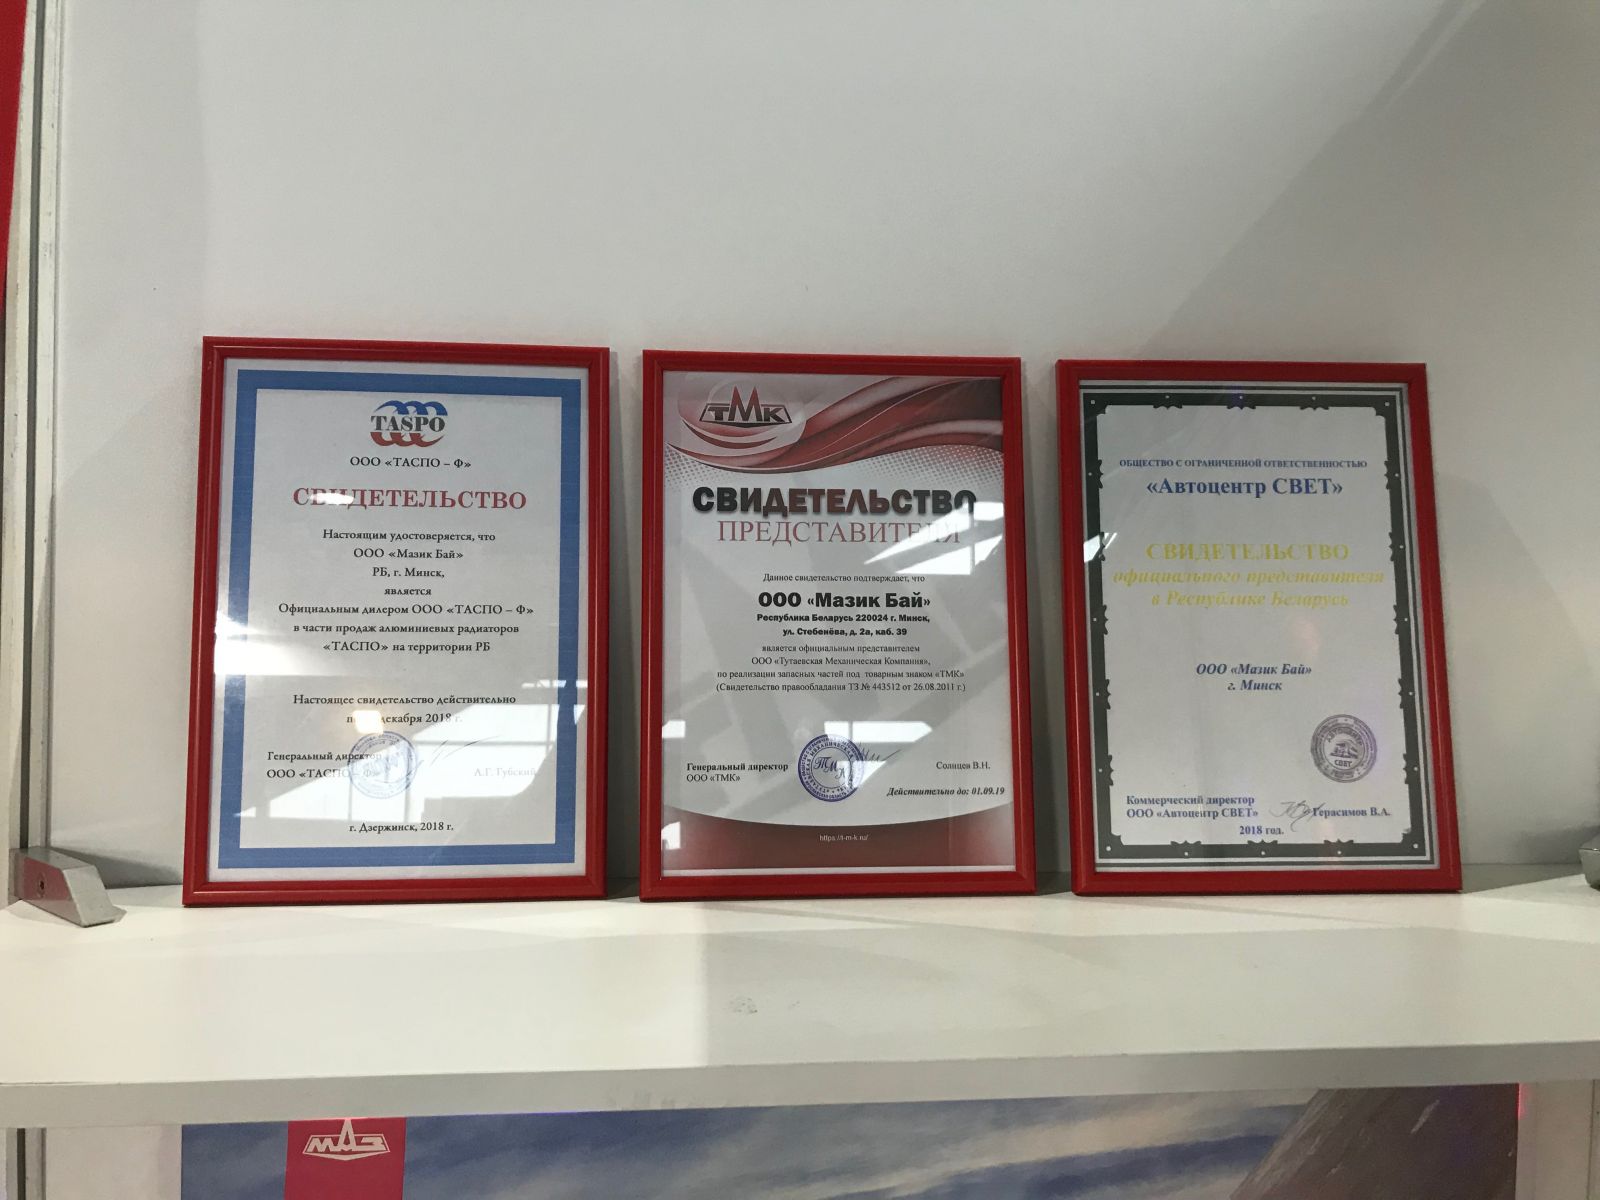 TASPO
ООО «ТАСПО – Ф»
СВИДЕТЕЛЬСТВО
Настоящим удостоверяется, что
ООО «Мазик Бай»
РБ, г. Минск,
является
Официальным дилером ООО «ТАСПО – Ф»
в части продаж алюминиевых радиаторов
«ТАСПО» на территории РБ
Настоящее свидетельство действительно
декабря 2018 г.
Генеральный директор
ООО «ТАСПО – Ф»
А.Г. Губский
г. Дзержинск, 2018 г.
ТМК
СВИДЕТЕЛЬСТВО
ПРЕДСТАВИТЕЛЯ
Данное свидетельство подтверждает, что
ООО «Мазик Бай»
Республика Беларусь 220024 г. Минск,
ул. Стебенёва, д. 2а, каб. 39
является официальным представителем
ООО «Тутаевская Механическая Компания»,
по реализации запасных частей под товарным знаком «ТМК»
(Свидетельство правообладания ТЗ № 443512 от 26.08.2011 г.)
Генеральный директор
ООО «ТМК»
ТМК
Солнцев В.Н.
Действительно до: 01.09.19
https://t-m-k.ru/
ОБЩЕСТВО С ОГРАНИЧЕННОЙ ОТВЕТСТВЕННОСТЬЮ
«Автоцентр СВЕТ»
СВИДЕТЕЛЬСТВО
официального представителя
в Республике Беларусь
ООО «Мазик Бай»
г. Минск
СВЕТ
Коммерческий директор
ООО «Автоцентр СВЕТ»
Герасимов В.А.
2018 год.
МАЗ